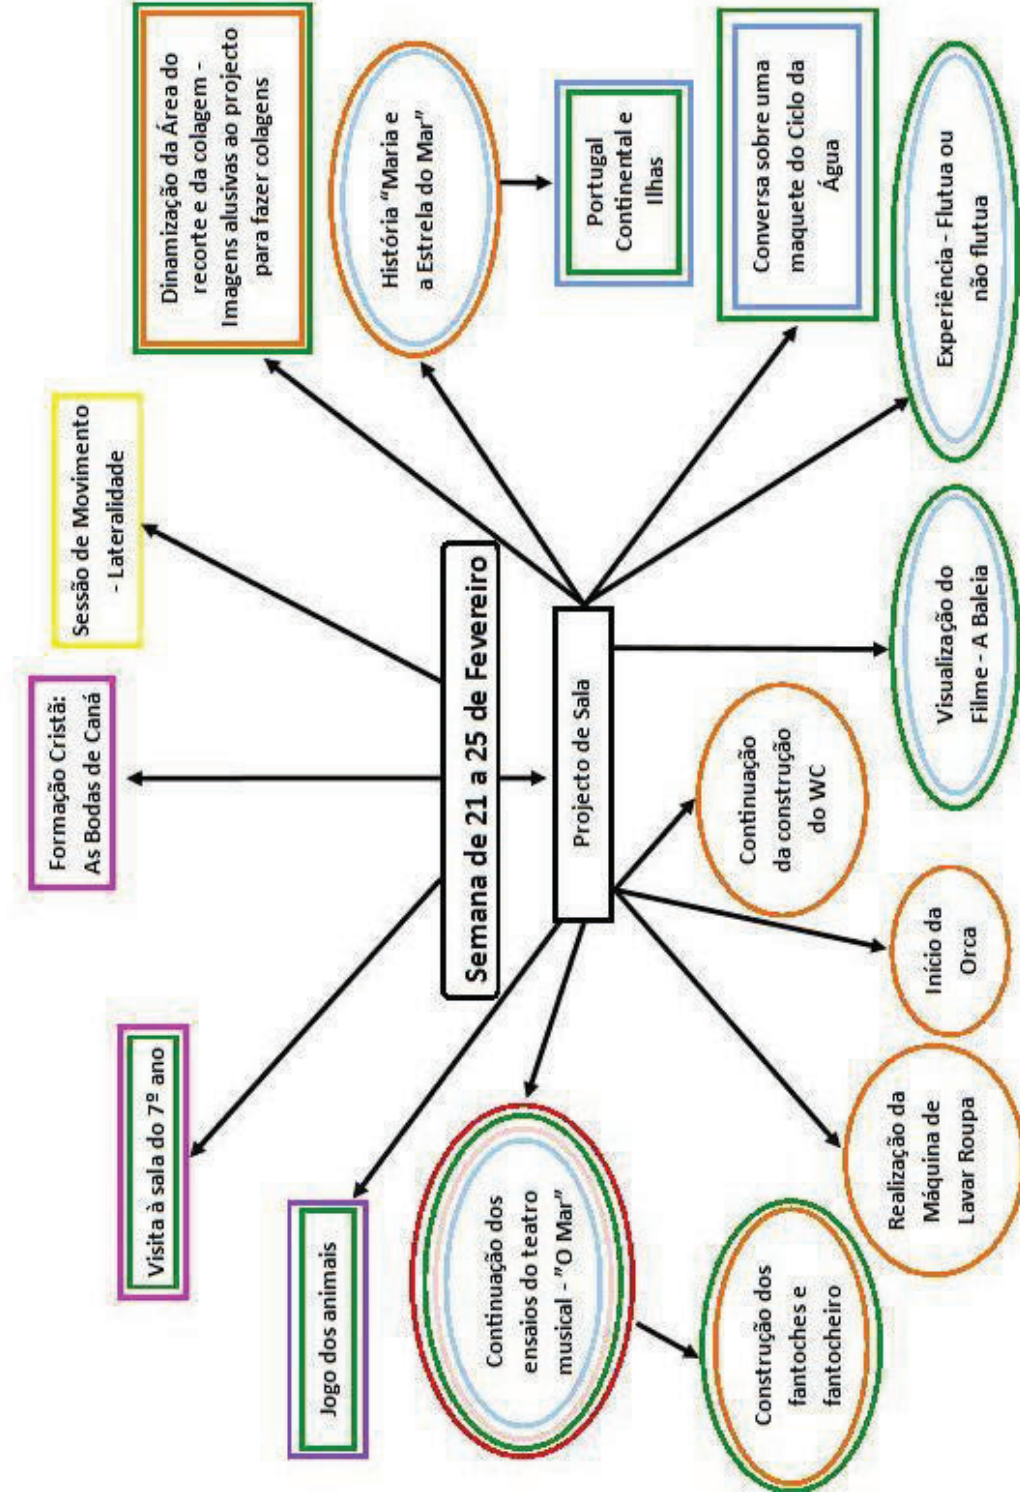 Visita à sala do 7º ano
Formação Cristã:
As Bodas de Caná
Sessão de Movimento
- Lateralidade
Dinamização da Área do
recorte e da colagem -
Imagens alusivas ao projecto
para fazer colagens
Jogo dos animais
História “Maria e
a Estrela do Mar”
Semana de 21 a 25 de Fevereiro
Continuação dos
ensaios do teatro
musical - ”O Mar”
Projecto de Sala
Portugal
Continental e
Ilhas
Construção dos
fantoches e
fantocheiro
Continuação
da construção
do WC
Conversa sobre uma
maquete do Ciclo da
Água
Realização da
Máquina de
Lavar Roupa
Início da
Orca
Visualização do
Filme - A Baleia
Experiência - Flutua ou
não flutua